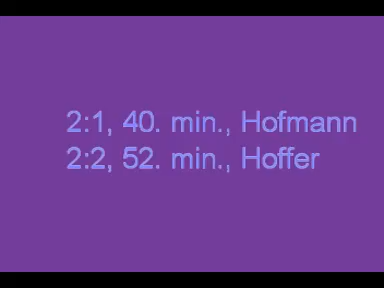 2:1, 40. min., Hofmann
2:2, 52. min., Hoffer